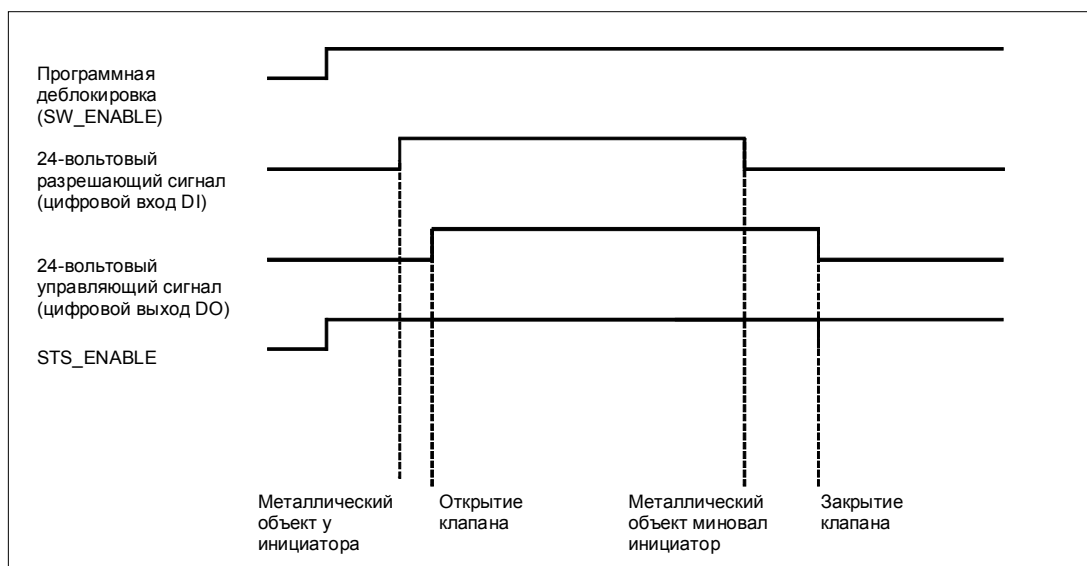 Программная
деблокировка
(SW_ENABLE)
24-вольтовый
разрешающий сигнал
(цифровой вход DI)
24-вольтовый
управляющий сигнал
(цифровой выход DO)
STS_ENABLE
Металлический
объект у
инициатора
Открытие
клапана
Металлический
объект миновал
инициатор
Закрытие
клапана